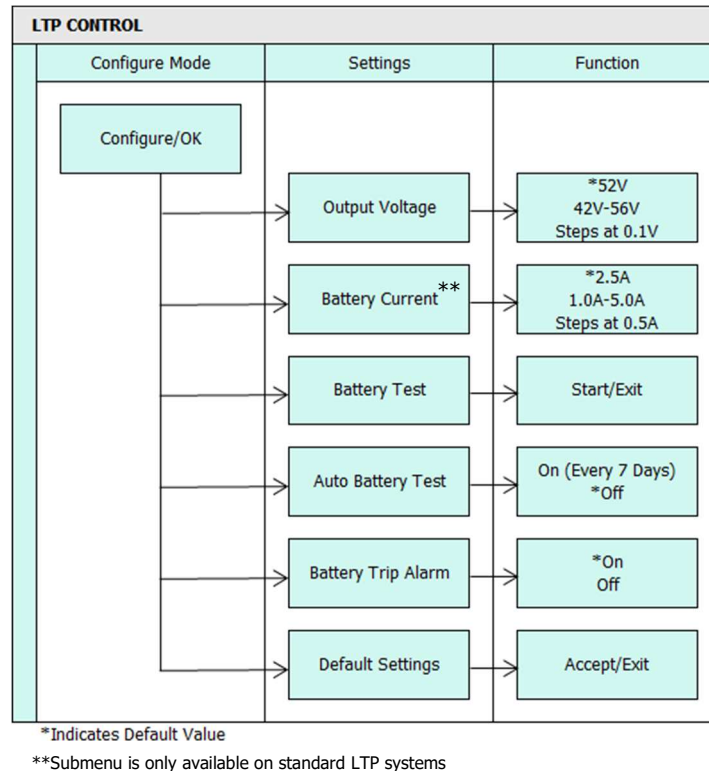 LTP CONTROL
Configure Mode
Settings
Function
Configure/OK
Output Voltage
*52V
42V-56V
Steps at 0.1V
Battery Current**
*2.5A
1.0A-5.0A
Steps at 0.5A
Battery Test
Start/Exit
Auto Battery Test
On (Every 7 Days)
*Off
Battery Trip Alarm
*On
Off
Default Settings
Accept/Exit
*Indicates Default Value
**Submenu is only available on standard LTP systems